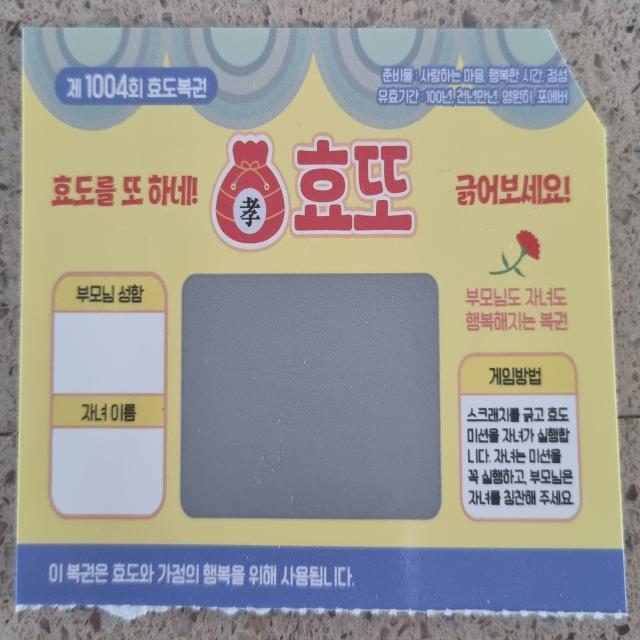 제 1004회 효도복권
준비물 : 사랑하는 마음, 행복한 시간, 정성
유효기간 : 100년, 천년만년 영원히, 포에버
효도를 또 하네!
孝
효또
긁어보세요!
부모님도 자녀도
행복해지는 복권
부모님 성함
자녀 이름
게임방법
스크래치를 긁고 효도
미션을 자녀가 실행합
니다. 자녀는 미션을
꼭 실행하고, 부모님은
자녀를 칭찬해 주세요.
이 복권은 효도와 가정의 행복을 위해 사용됩니다.